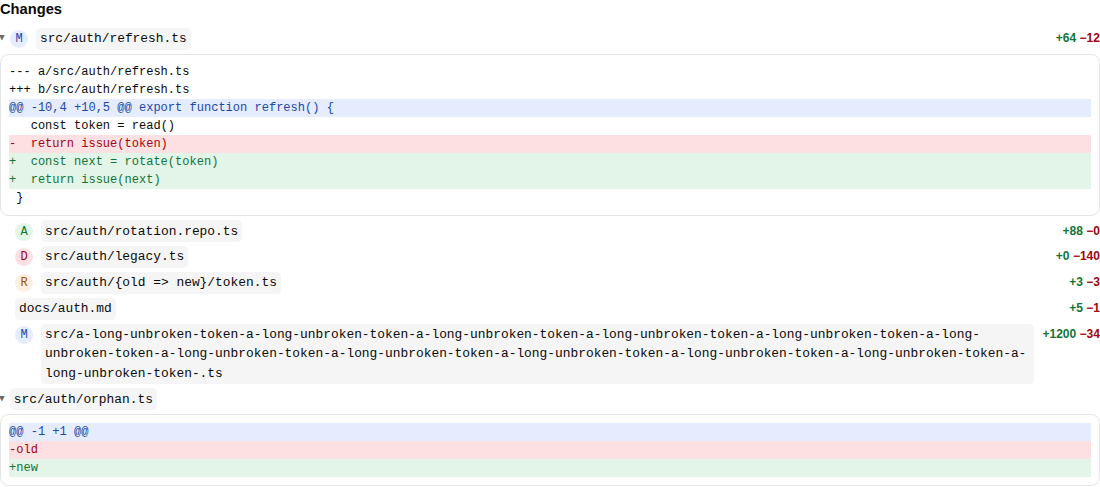 Changes
▾ M src/auth/refresh.ts +64 −12
--- a/src/auth/refresh.ts
+++ b/src/auth/refresh.ts
@@ -10,4 +10,5 @@ export function refresh() {
   const token = read()
-  return issue(token)
+  const next = rotate(token)
+  return issue(next)
 }
A src/auth/rotation.repo.ts +88 −0
D src/auth/legacy.ts +0 −140
R src/auth/{old => new}/token.ts +3 −3
docs/auth.md +5 −1
M src/a-long-unbroken-token-a-long-unbroken-token-a-long-unbroken-token-a-long-unbroken-token-a-long-unbroken-token-a-long- +1200 −34
unbroken-token-a-long-unbroken-token-a-long-unbroken-token-a-long-unbroken-token-a-long-unbroken-token-a-long-unbroken-token-a-
long-unbroken-token-.ts
▾ src/auth/orphan.ts
@@ -1 +1 @@
-old
+new